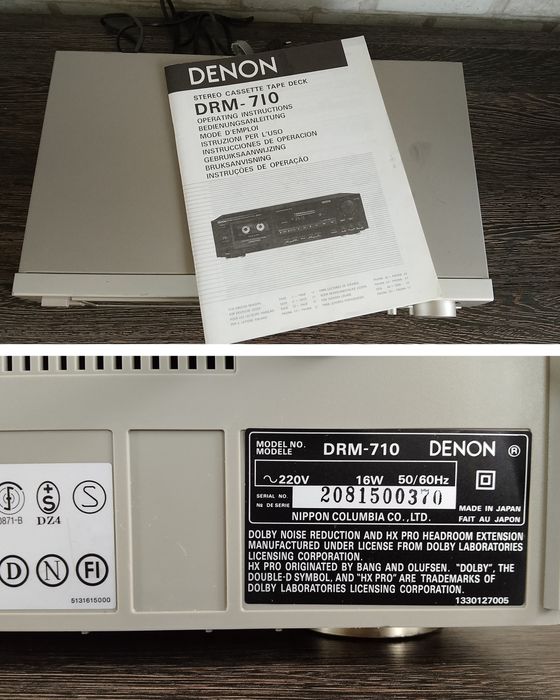 DENON
STEREO CASSETTE TAPE DECK
DRM-710
OPERATING INSTRUCTIONS
BEDIENUNGSANLEITUNG
MODE D'EMPLOI
ISTRUZIONI PER L'USO
INSTRUCCIONES DE OPERACION
GEBRUIKSAANWIJZING
BRUKSANVISNING
INSTRUÇÕES DE OPERAÇÃO
MODEL NO.
MODELE
DRM-710 DENON ®
~220V 16W 50/60Hz
SERIAL NO.
No DE SERIE
2081500370
MADE IN JAPAN
FAIT AU JAPON
NIPPON COLUMBIA CO., LTD.
DOLBY NOISE REDUCTION AND HX PRO HEADROOM EXTENSION
MANUFACTURED UNDER LICENSE FROM DOLBY LABORATORIES
LICENSING CORPORATION.
HX PRO ORIGINATED BY BANG AND OLUFSEN. "DOLBY", THE
DOUBLE-D SYMBOL, AND "HX PRO" ARE TRADEMARKS OF
DOLBY LABORATORIES LICENSING CORPORATION.
1330127005
0871-B DZ4
D N FI
5131615000